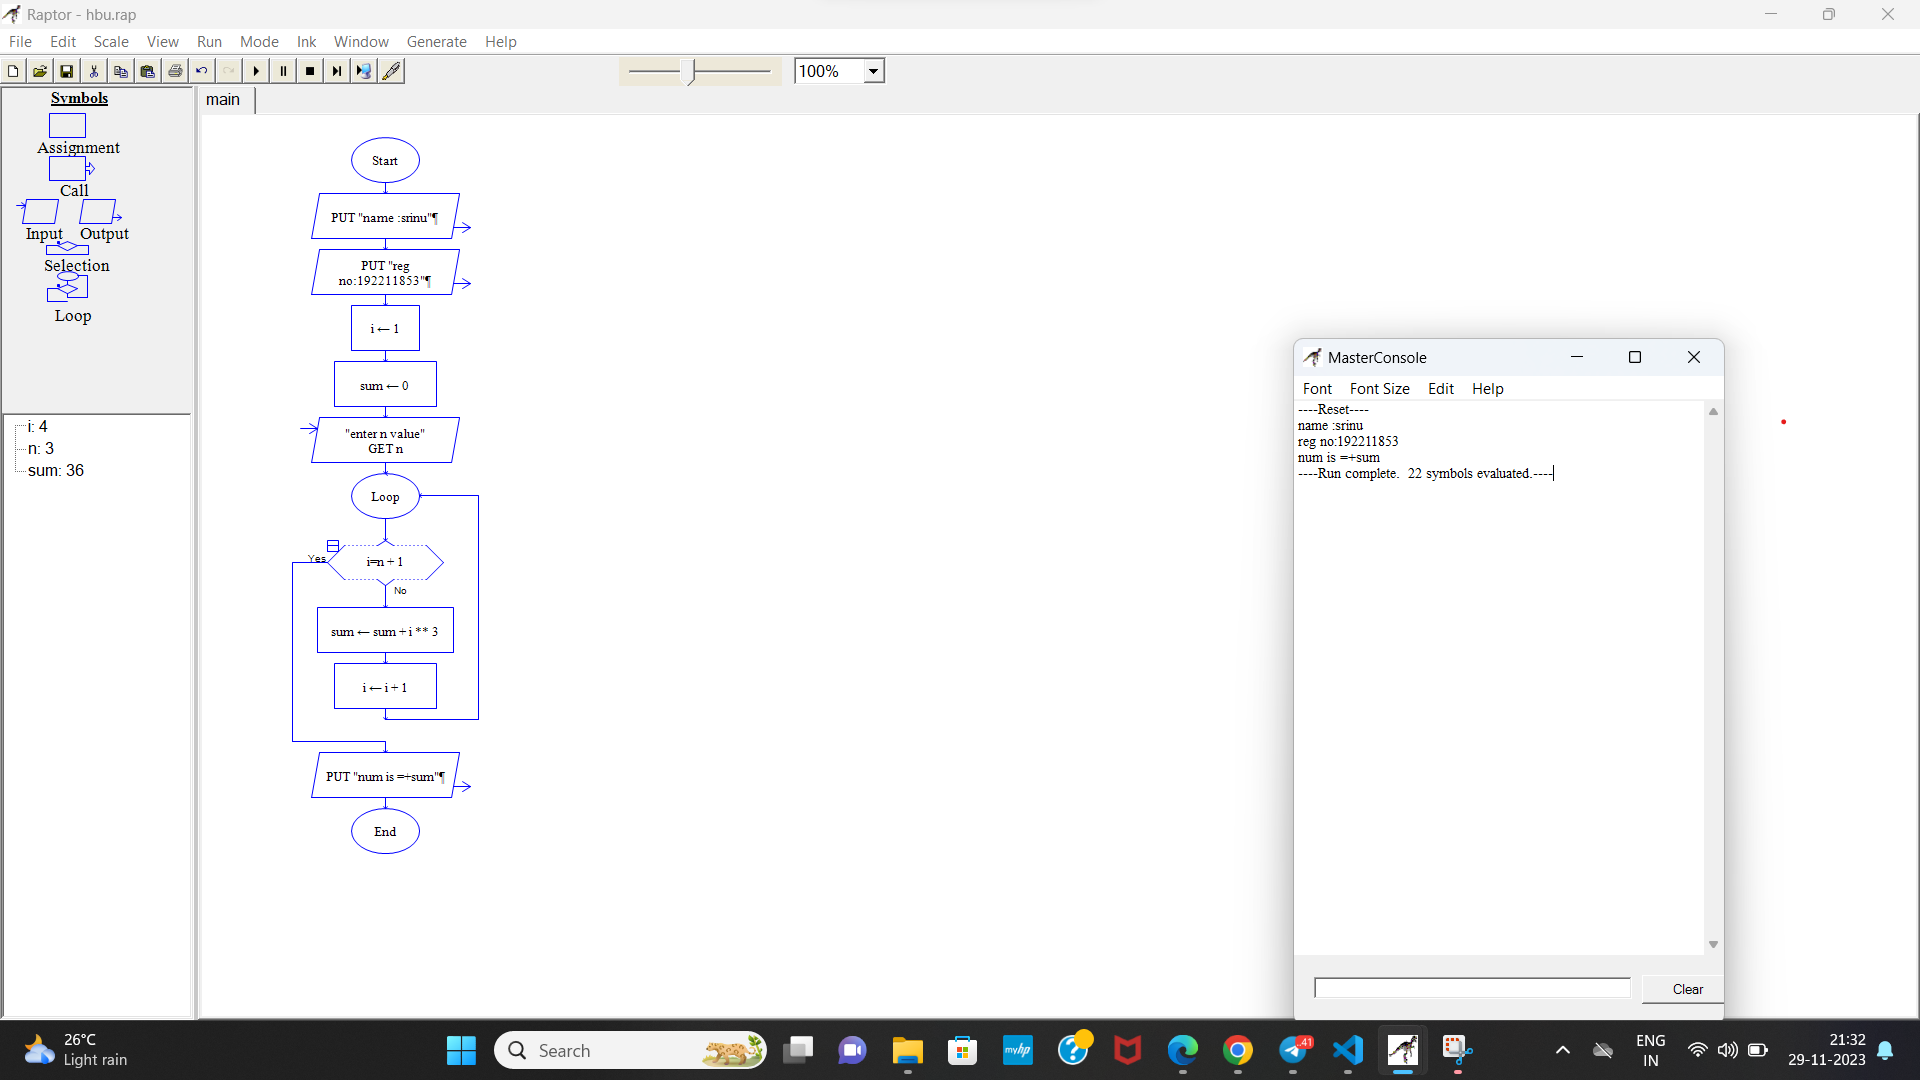 Raptor - hbu.rap
File Edit Scale View Run Mode Ink Window Generate Help
100%
Symbols
Assignment
Call
Input Output
Selection
Loop
i: 4
n: 3
sum: 36
main
Start
PUT "name :srinu"¶
PUT "reg
no:192211853"¶
i ← 1
sum ← 0
"enter n value"
GET n
Loop
Yes
i=n + 1
No
sum ← sum + i ** 3
i ← i + 1
PUT "num is =+sum"¶
End
MasterConsole
Font Font Size Edit Help
----Reset----
name :srinu
reg no:192211853
num is =+sum
----Run complete.  22 symbols evaluated.----
Clear
26°C
Light rain
Search
myhp
41
ENG
IN
21:32
29-11-2023